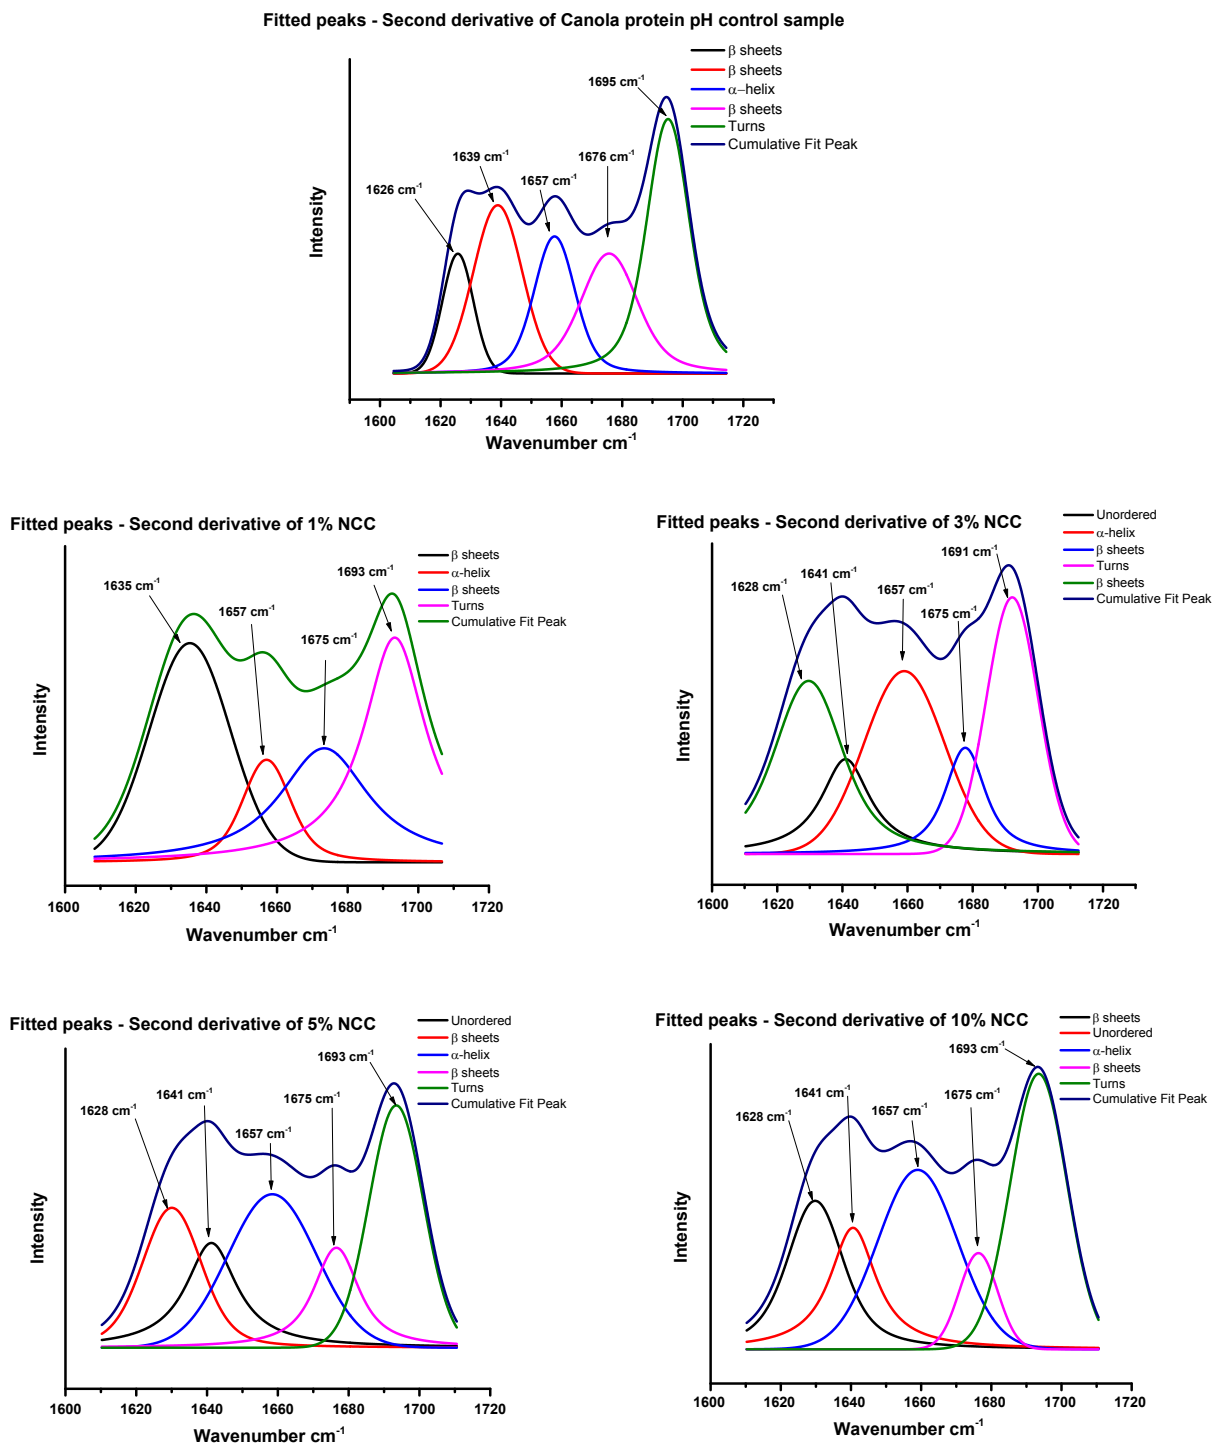 Fitted peaks - Second derivative of Canola protein pH control sample
β sheets
β sheets
α–helix
β sheets
Turns
Cumulative Fit Peak
1695 cm-1
1639 cm-1
1676 cm-1
1657 cm-1
1626 cm-1
Intensity
1600 1620 1640 1660 1680 1700 1720
Wavenumber cm-1
Fitted peaks - Second derivative of 1% NCC
β sheets
α-helix
β sheets
Turns
Cumulative Fit Peak
1693 cm-1
1635 cm-1
1657 cm-1
1675 cm-1
Intensity
1600 1620 1640 1660 1680 1700 1720
Wavenumber cm-1
Fitted peaks - Second derivative of 3% NCC
Unordered
α-helix
β sheets
Turns
β sheets
Cumulative Fit Peak
1691 cm-1
1628 cm-1
1641 cm-1
1657 cm-1
1675 cm-1
Intensity
1600 1620 1640 1660 1680 1700 1720
Wavenumber cm-1
Fitted peaks - Second derivative of 5% NCC
Unordered
β sheets
α-helix
β sheets
Turns
Cumulative Fit Peak
1693 cm-1
1641 cm-1
1675 cm-1
1628 cm-1
1657 cm-1
Intensity
1600 1620 1640 1660 1680 1700 1720
Wavenumber cm-1
Fitted peaks - Second derivative of 10% NCC
β sheets
Unordered
α-helix
β sheets
Turns
Cumulative Fit Peak
1693 cm-1
1641 cm-1
1675 cm-1
1628 cm-1
1657 cm-1
Intensity
1600 1620 1640 1660 1680 1700 1720
Wavenumber cm-1